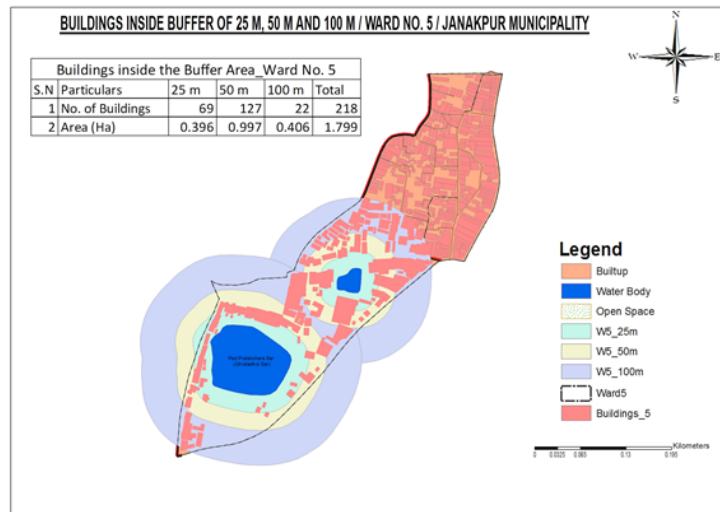 BUILDINGS INSIDE BUFFER OF 25 M, 50 M AND 100 M / WARD NO. 5 / JANAKPUR MUNICIPALITY
N
W E
S
Buildings inside the Buffer Area_Ward No. 5
S.N Particulars 25 m 50 m 100 m Total
1 No. of Buildings 69 127 22 218
2 Area (Ha) 0.396 0.997 0.406 1.799
Legend
Builtup
Water Body
Open Space
W5_25m
W5_50m
W5_100m
Ward5
Buildings_5
Kilometers
0 0.0325 0.065 0.13 0.195